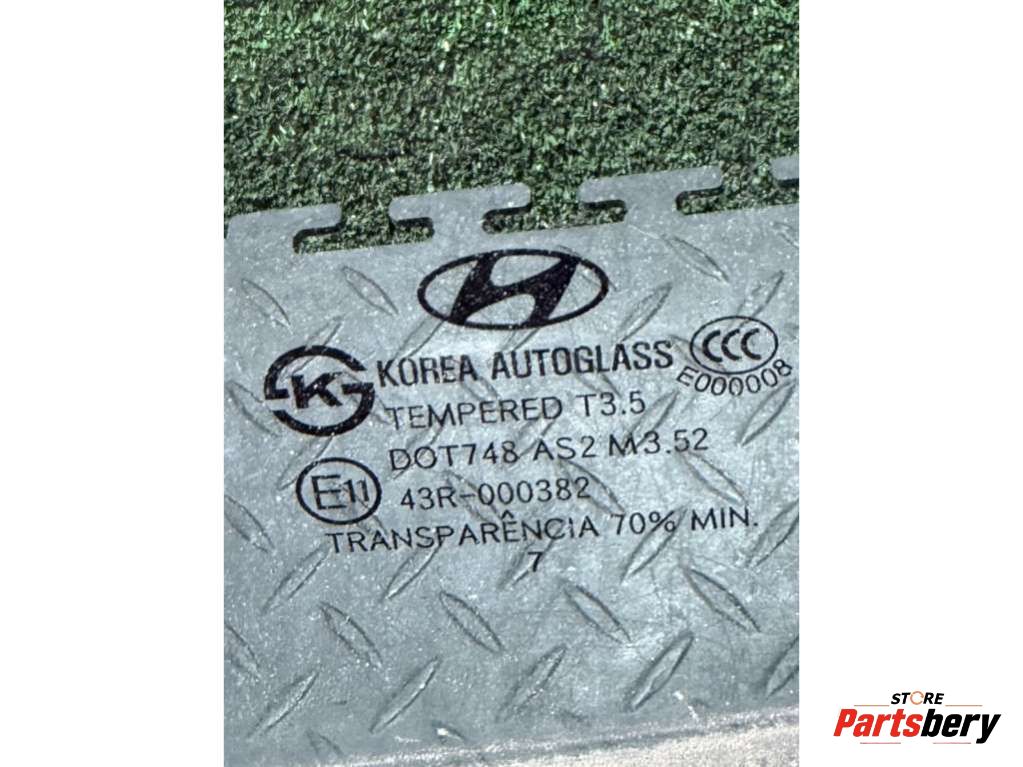 KOREA AUTOGLASS
CCC
E000008
K
TEMPERED T3.5
DOT748 AS2 M3.52
E11
43R-000382
TRANSPARÊNCIA 70% MIN.
7
STORE
Partsbery